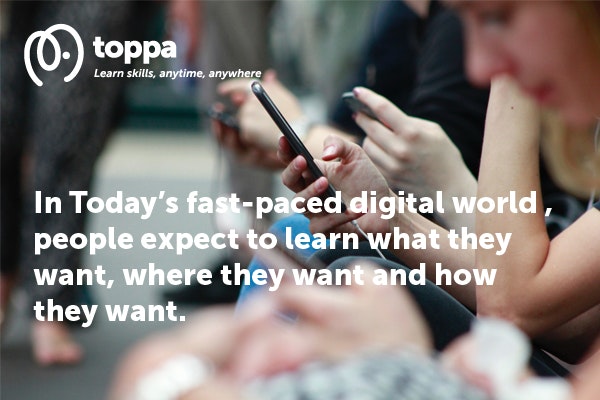 toppa
Learn skills, anytime, anywhere
In Today’s fast-paced digital world ,
people expect to learn what they
want, where they want and how
they want.